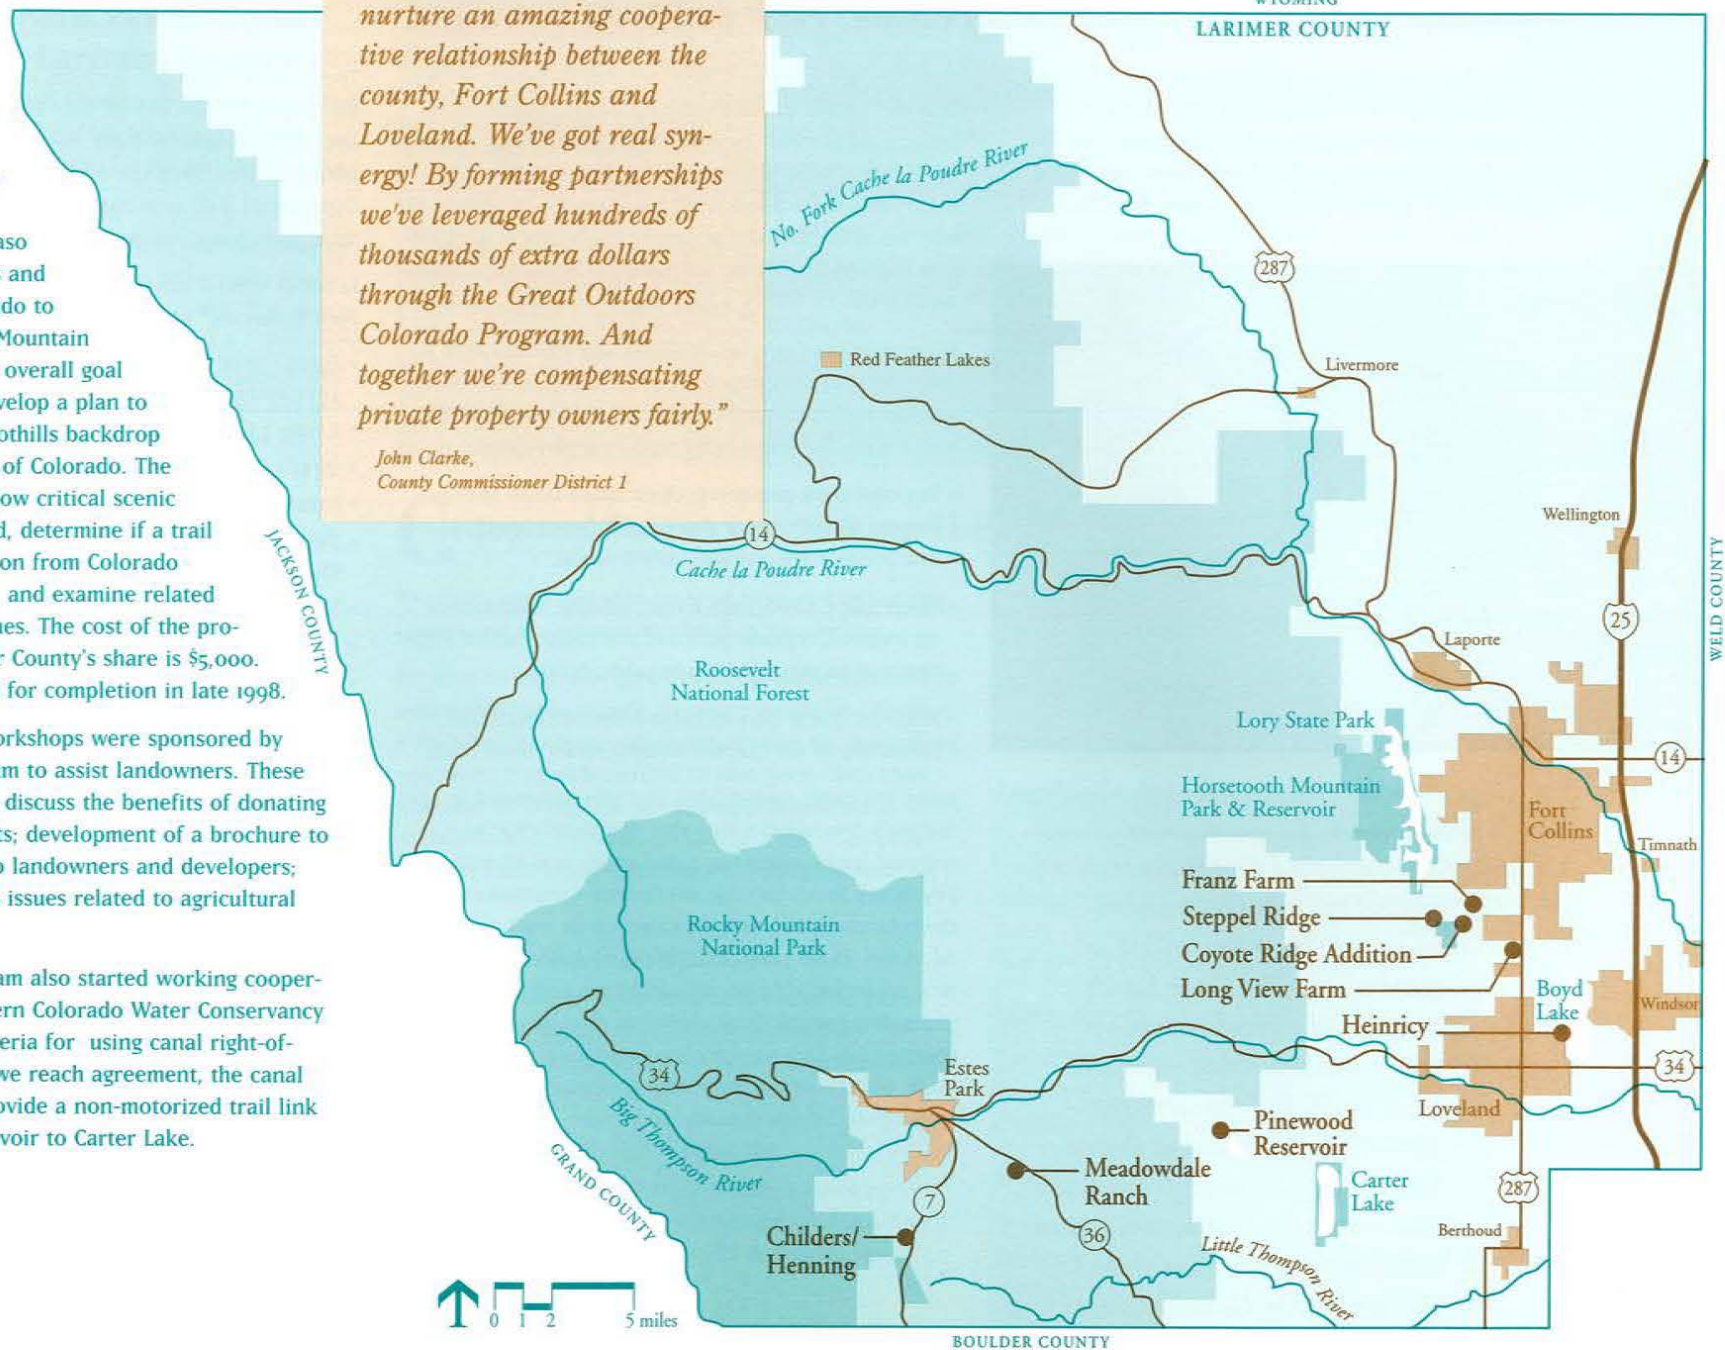 nurture an amazing coopera-
tive relationship between the
county, Fort Collins and
Loveland. We've got real syn-
ergy! By forming partnerships
we've leveraged hundreds of
thousands of extra dollars
through the Great Outdoors
Colorado Program. And
together we're compensating
private property owners fairly."
John Clarke,
County Commissioner District 1
aso
and
do to
Mountain
overall goal
velop a plan to
othills backdrop
of Colorado. The
ow critical scenic
d, determine if a trail
on from Colorado
and examine related
es. The cost of the pro-
r County's share is $5,000.
for completion in late 1998.
orkshops were sponsored by
m to assist landowners. These
discuss the benefits of donating
ts; development of a brochure to
o landowners and developers;
issues related to agricultural
am also started working cooper-
ern Colorado Water Conservancy
eria for using canal right-of-
we reach agreement, the canal
ovide a non-motorized trail link
voir to Carter Lake.
WYOMING
LARIMER COUNTY
No. Fork Cache la Poudre River
287
Red Feather Lakes
Livermore
Wellington
JACKSON COUNTY
14
Cache la Poudre River
25
WELD COUNTY
Laporte
Roosevelt
National Forest
Lory State Park
14
Horsetooth Mountain
Park & Reservoir
Fort
Collins
Timnath
Franz Farm
Steppel Ridge
Coyote Ridge Addition
Long View Farm
Rocky Mountain
National Park
Boyd
Lake
Windsor
Heinricy
34
Estes
Park
34
Big Thompson River
Loveland
Pinewood
Reservoir
GRAND COUNTY
Meadowdale
Ranch
Carter
Lake
287
7
Childers/
Henning
36
Little Thompson River
Berthoud
0 1 2 5 miles
BOULDER COUNTY